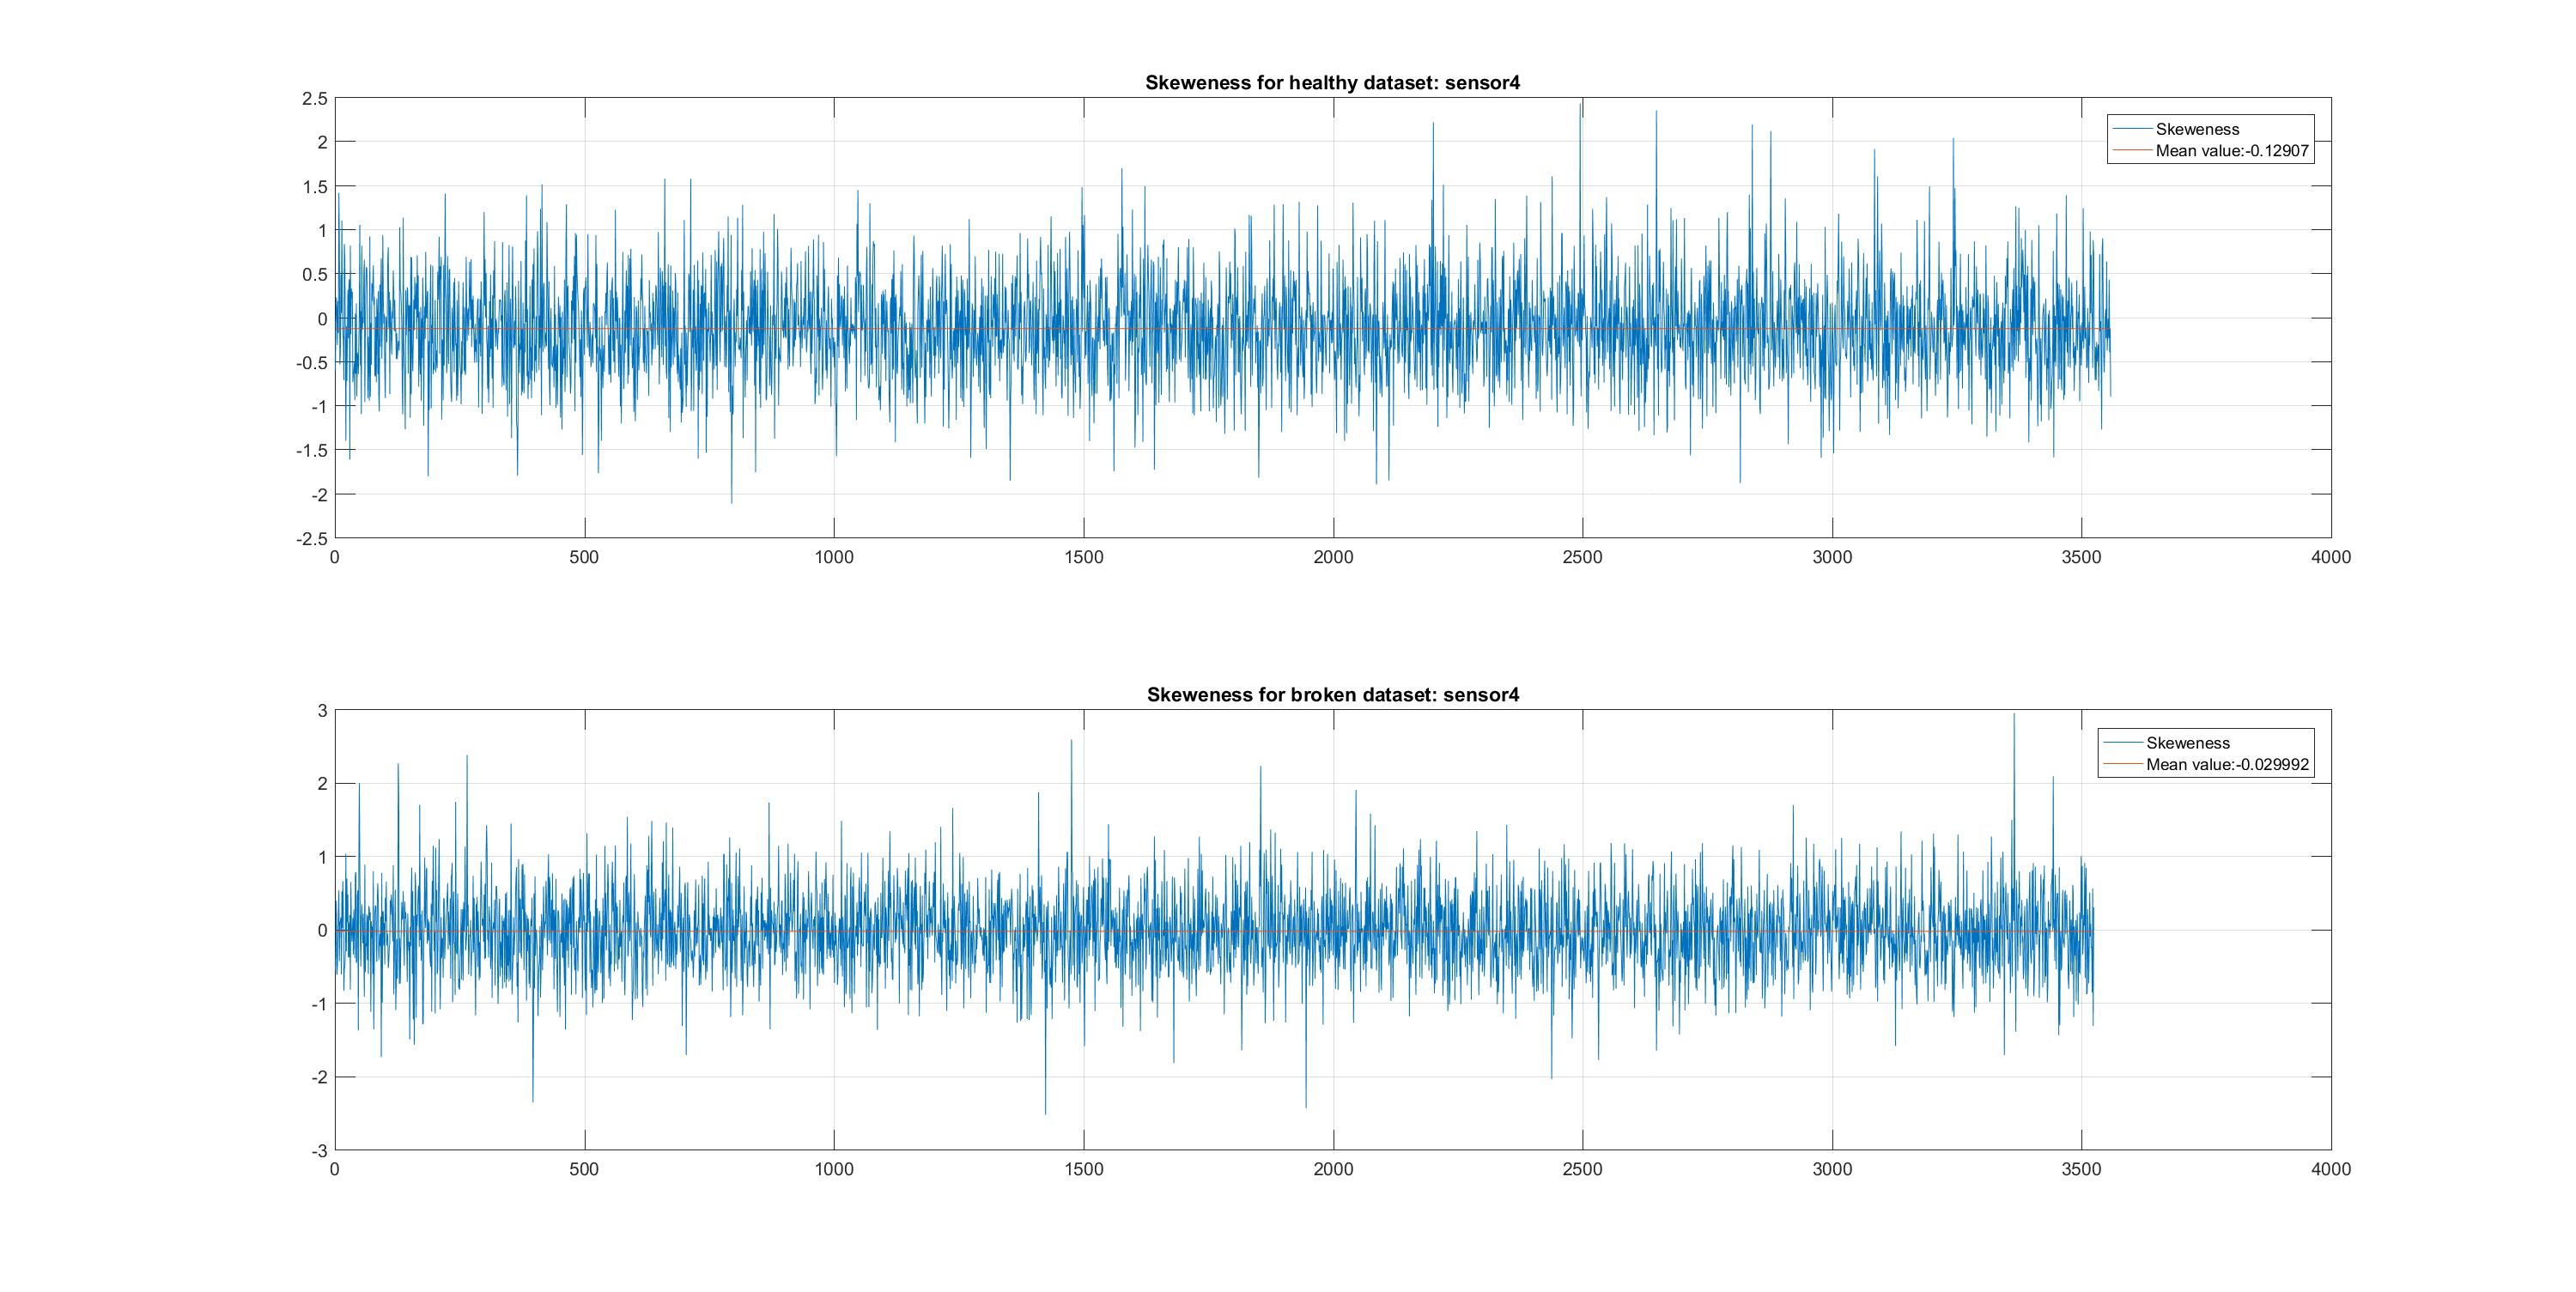 Skeweness for healthy dataset: sensor4
2.5
2
1.5
1
0.5
0
-0.5
-1
-1.5
-2
-2.5
0 500 1000 1500 2000 2500 3000 3500 4000
Skeweness
Mean value:-0.12907
Skeweness for broken dataset: sensor4
3
2
1
0
-1
-2
-3
0 500 1000 1500 2000 2500 3000 3500 4000
Skeweness
Mean value:-0.029992